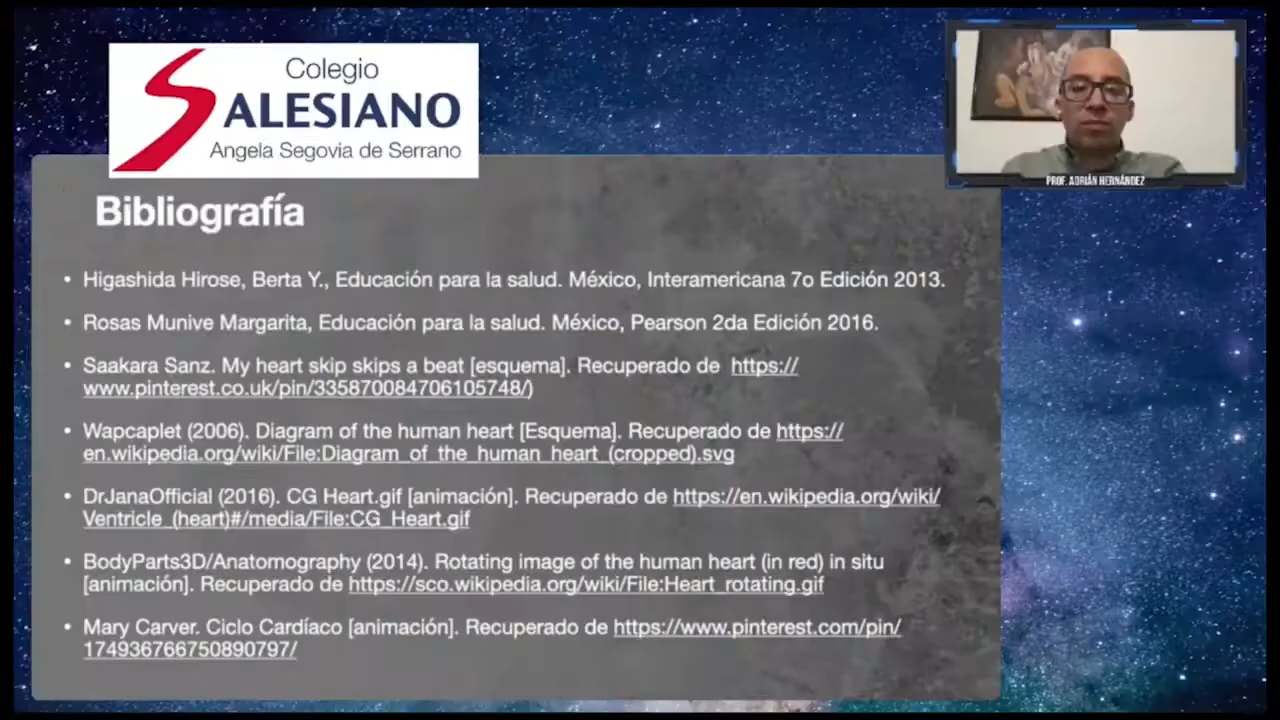 Colegio
SALESIANO
Angela Segovia de Serrano
PROF. ADRIÁN HERNÁNDEZ
Bibliografía
• Higashida Hirose, Berta Y., Educación para la salud. México, Interamericana 7o Edición 2013.
• Rosas Munive Margarita, Educación para la salud. México, Pearson 2da Edición 2016.
• Saakara Sanz. My heart skip skips a beat [esquema]. Recuperado de https://
www.pinterest.co.uk/pin/335870084706105748/)
• Wapcaplet (2006). Diagram of the human heart [Esquema]. Recuperado de https://
en.wikipedia.org/wiki/File:Diagram_of_the_human_heart_(cropped).svg
• DrJanaOfficial (2016). CG Heart.gif [animación]. Recuperado de https://en.wikipedia.org/wiki/
Ventricle_(heart)#/media/File:CG_Heart.gif
• BodyParts3D/Anatomography (2014). Rotating image of the human heart (in red) in situ
[animación]. Recuperado de https://sco.wikipedia.org/wiki/File:Heart_rotating.gif
• Mary Carver. Ciclo Cardíaco [animación]. Recuperado de https://www.pinterest.com/pin/
174936766750890797/